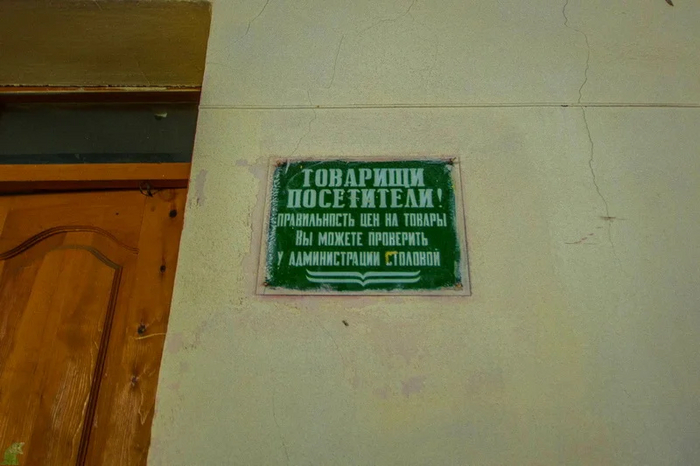 ТОВАРИЩИ
ПОСЕТИТЕЛИ!
ПРАВИЛЬНОСТЬ ЦЕН НА ТОВАРЫ
ВЫ МОЖЕТЕ ПРОВЕРИТЬ
У АДМИНИСТРАЦИИ СТОЛОВОЙ